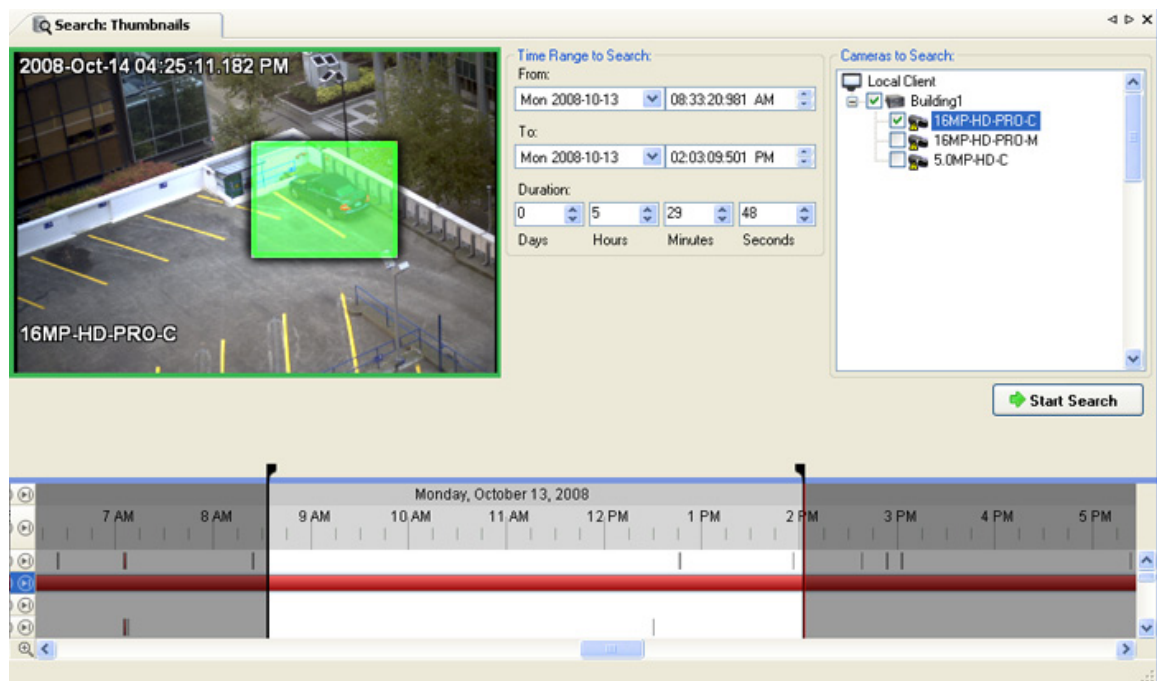 Search: Thumbnails
2008-Oct-14 04:25:11.182 PM
16MP-HD-PRO-C
Time Range to Search:
From:
Mon 2008-10-13 08:33:20:981 AM
To:
Mon 2008-10-13 02:03:09:501 PM
Duration:
0 5 29 48
Days Hours Minutes Seconds
Cameras to Search:
Local Client
Building1
16MP-HD-PRO-C
16MP-HD-PRO-M
5.0MP-HD-C
Start Search
Monday, October 13, 2008
7 AM 8 AM 9 AM 10 AM 11 AM 12 PM 1 PM 2 PM 3 PM 4 PM 5 PM